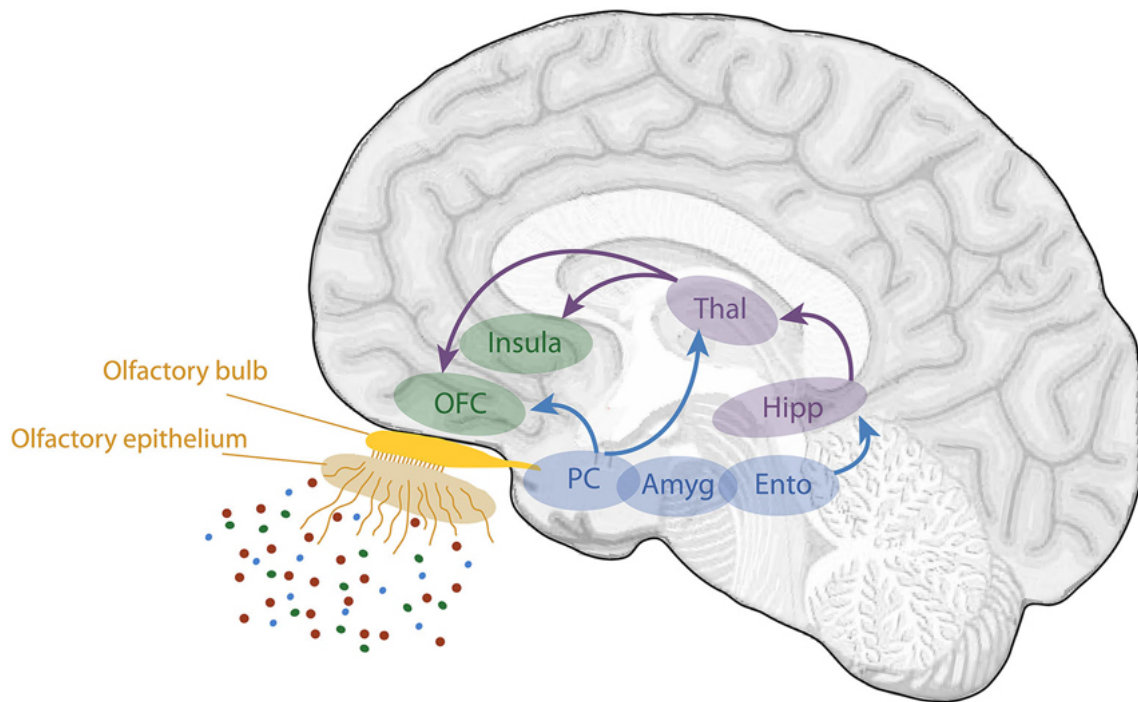 Thal
Insula
Olfactory bulb
OFC
Hipp
Olfactory epithelium
PC
Amyg
Ento